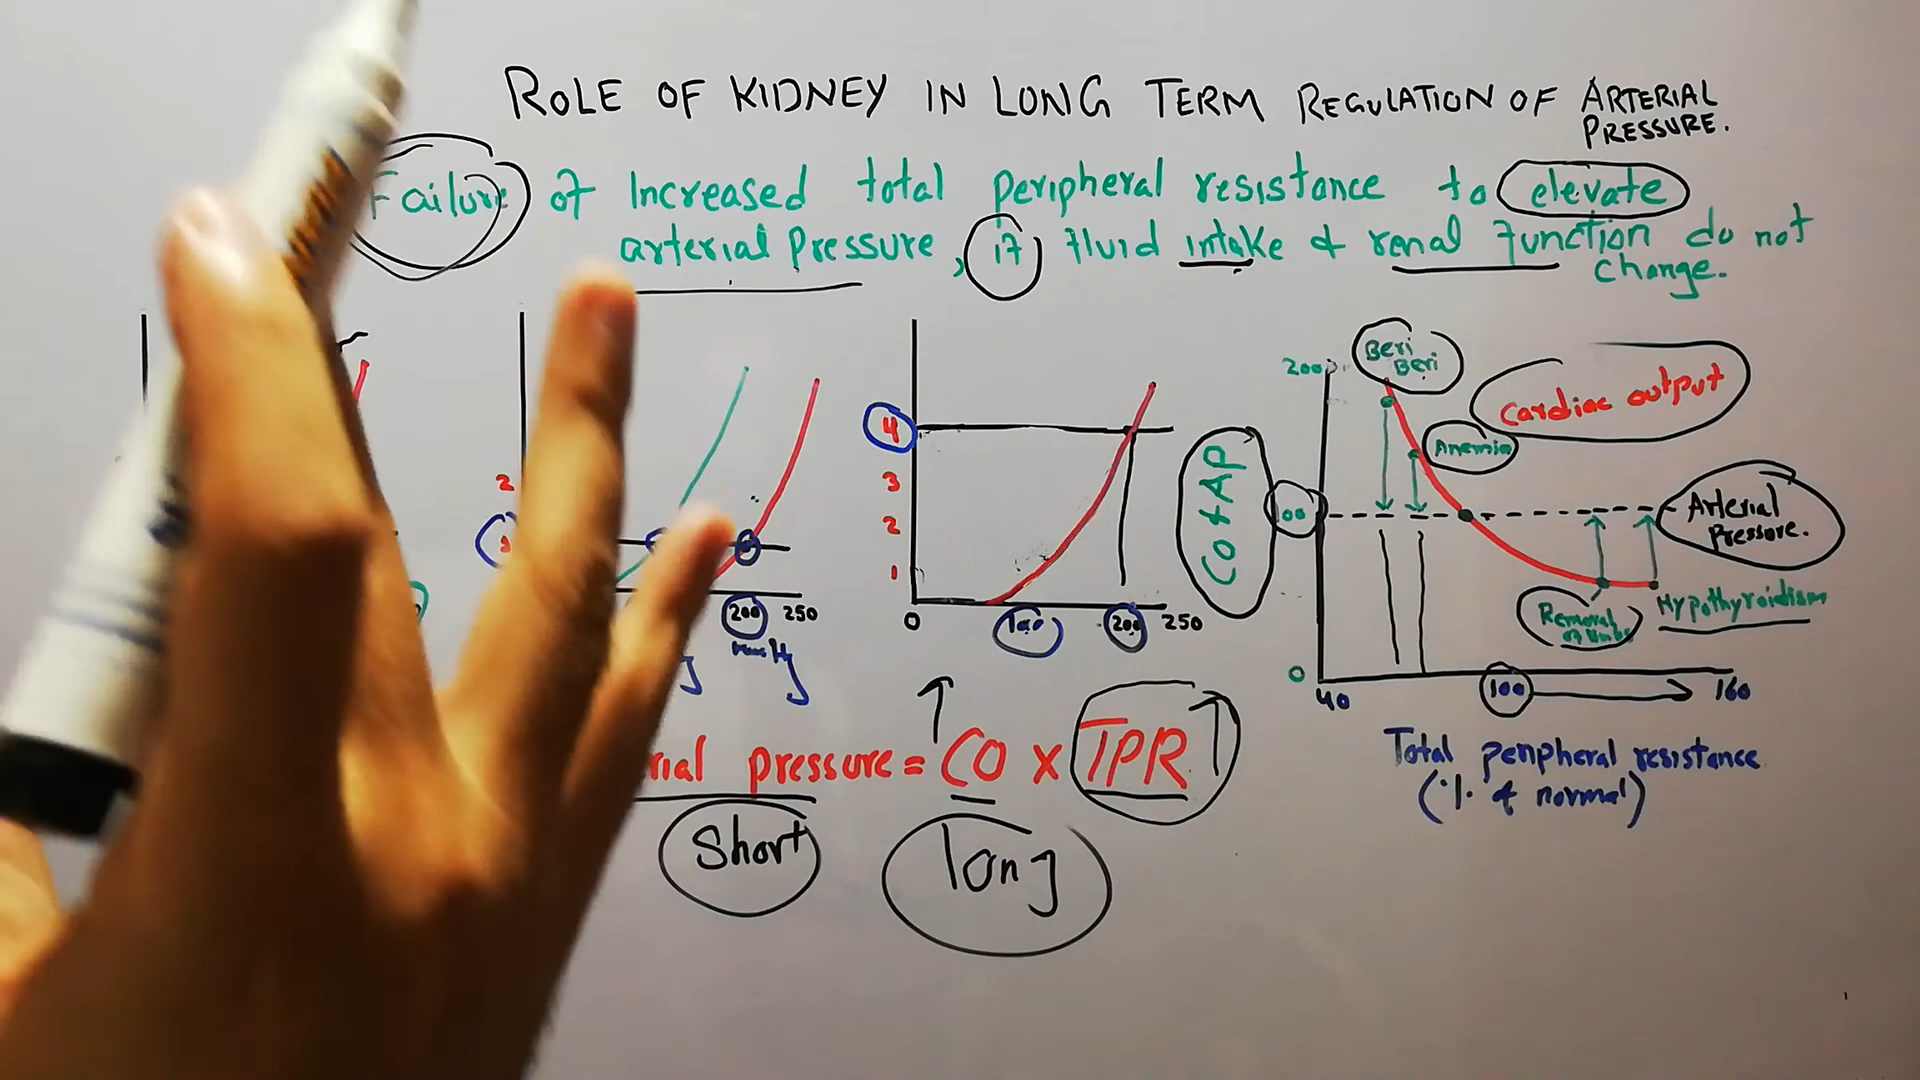 ROLE OF KIDNEY IN LONG TERM REGULATION OF ARTERIAL PRESSURE.
Failure of Increased total peripheral resistance to elevate
arterial pressure, if fluid intake & renal function do not change.
2
200 250
mmHg
4
3
2
1
0
200 250
CO & AP
200
100
0
Beri Beri
Cardiac output
Anemia
Arterial Pressure.
Removal of limbs
Hypothyroidism
40 100 160
Total peripheral resistance
(% of normal)
pressure = CO x TPR
Short long